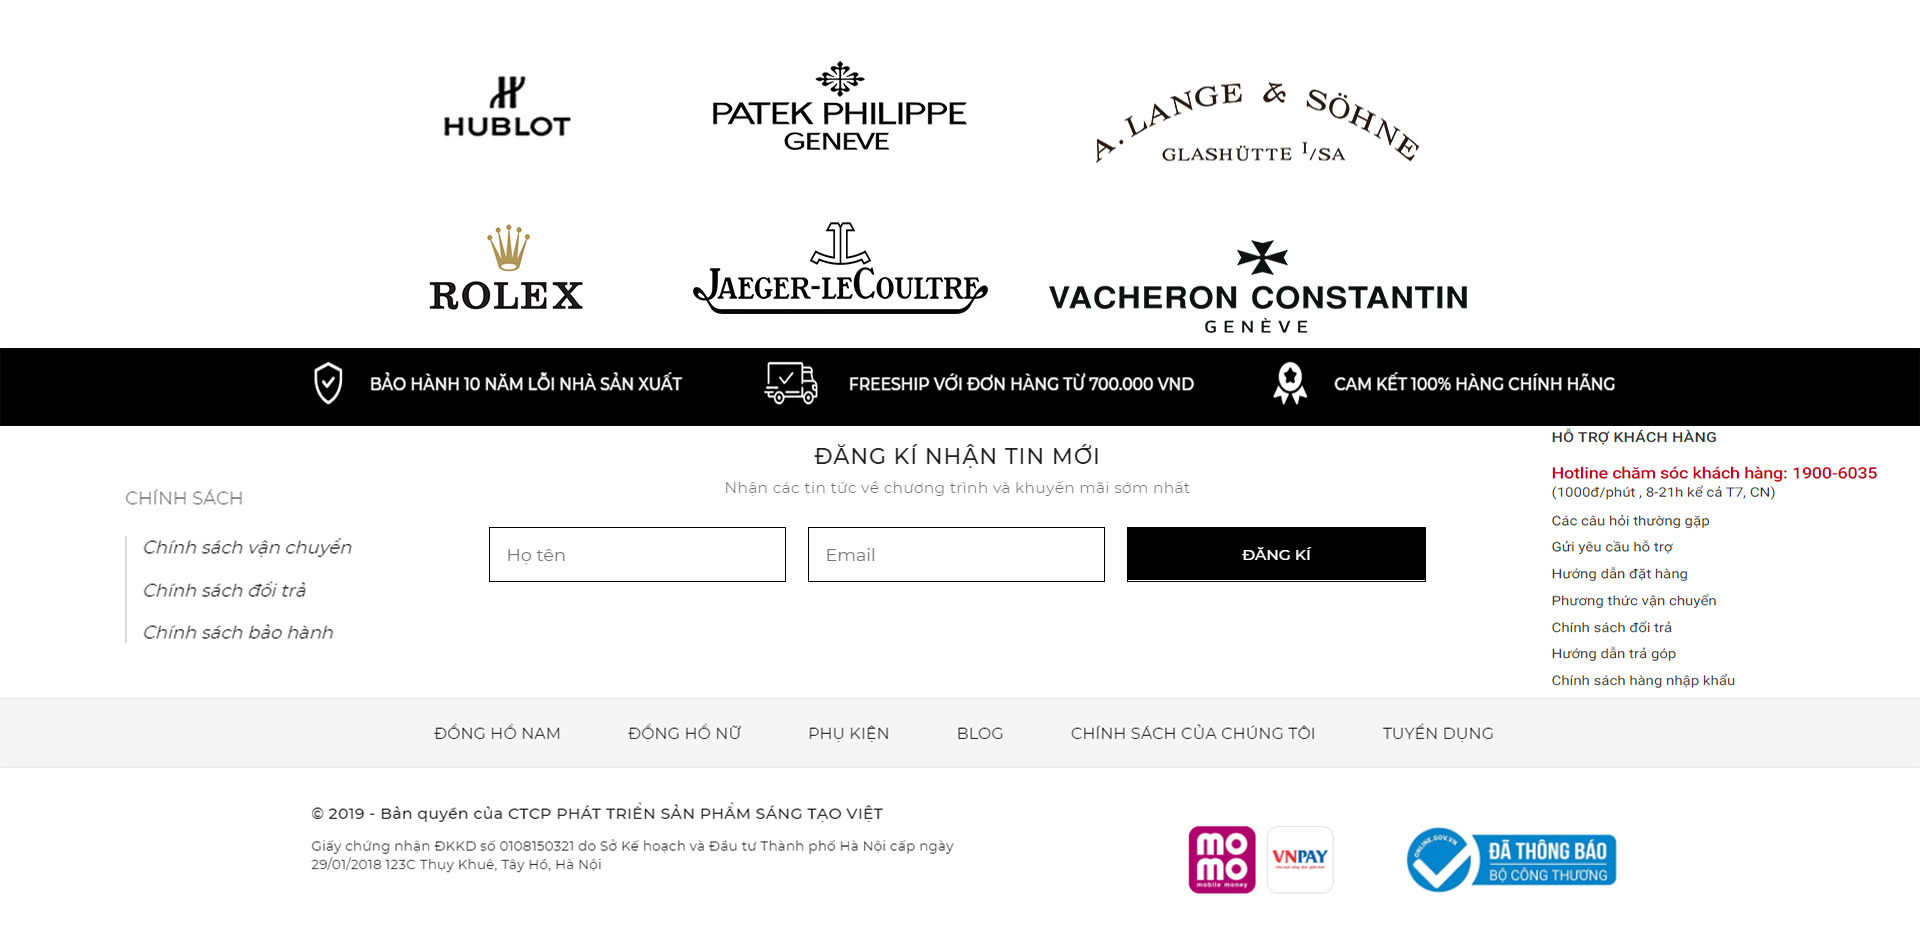 HUBLOT
PATEK PHILIPPE
GENEVE
A. LANGE & SÖHNE
GLASHÜTTE I/SA
ROLEX
JAEGER-LECOULTRE
VACHERON CONSTANTIN
GENÈVE
BẢO HÀNH 10 NĂM LỖI NHÀ SẢN XUẤT
FREESHIP VỚI ĐƠN HÀNG TỪ 700.000 VND
CAM KẾT 100% HÀNG CHÍNH HÃNG
CHÍNH SÁCH
Chính sách vận chuyển
Chính sách đổi trả
Chính sách bảo hành
ĐĂNG KÍ NHẬN TIN MỚI
Nhận các tin tức về chương trình và khuyến mãi sớm nhất
Họ tên
Email
ĐĂNG KÍ
HỖ TRỢ KHÁCH HÀNG
Hotline chăm sóc khách hàng: 1900-6035
(1000đ/phút , 8-21h kể cả T7, CN)
Các câu hỏi thường gặp
Gửi yêu cầu hỗ trợ
Hướng dẫn đặt hàng
Phương thức vận chuyển
Chính sách đổi trả
Hướng dẫn trả góp
Chính sách hàng nhập khẩu
ĐỒNG HỒ NAM
ĐỒNG HỒ NỮ
PHỤ KIỆN
BLOG
CHÍNH SÁCH CỦA CHÚNG TÔI
TUYỂN DỤNG
© 2019 - Bản quyền của CTCP PHÁT TRIỂN SẢN PHẨM SÁNG TẠO VIỆT
Giấy chứng nhận ĐKKD số 0108150321 do Sở Kế hoạch và Đầu tư Thành phố Hà Nội cấp ngày
29/01/2018 123C Thụy Khuê, Tây Hồ, Hà Nội
mo
mo
mobile money
VNPAY
ONLINE.GOV.VN
ĐÃ THÔNG BÁO
BỘ CÔNG THƯƠNG